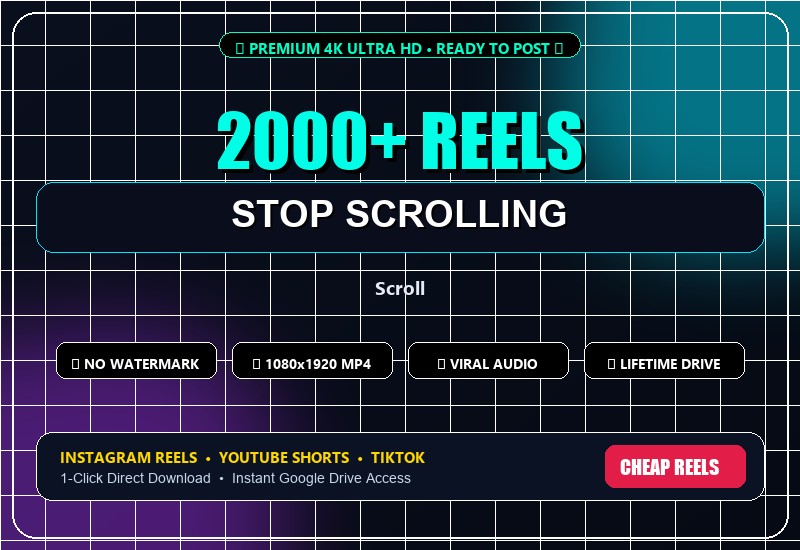 PREMIUM 4K ULTRA HD • READY TO POST
2000+ REELS
STOP SCROLLING
Scroll
NO WATERMARK
1080x1920 MP4
VIRAL AUDIO
LIFETIME DRIVE
INSTAGRAM REELS • YOUTUBE SHORTS • TIKTOK
1-Click Direct Download • Instant Google Drive Access
CHEAP REELS